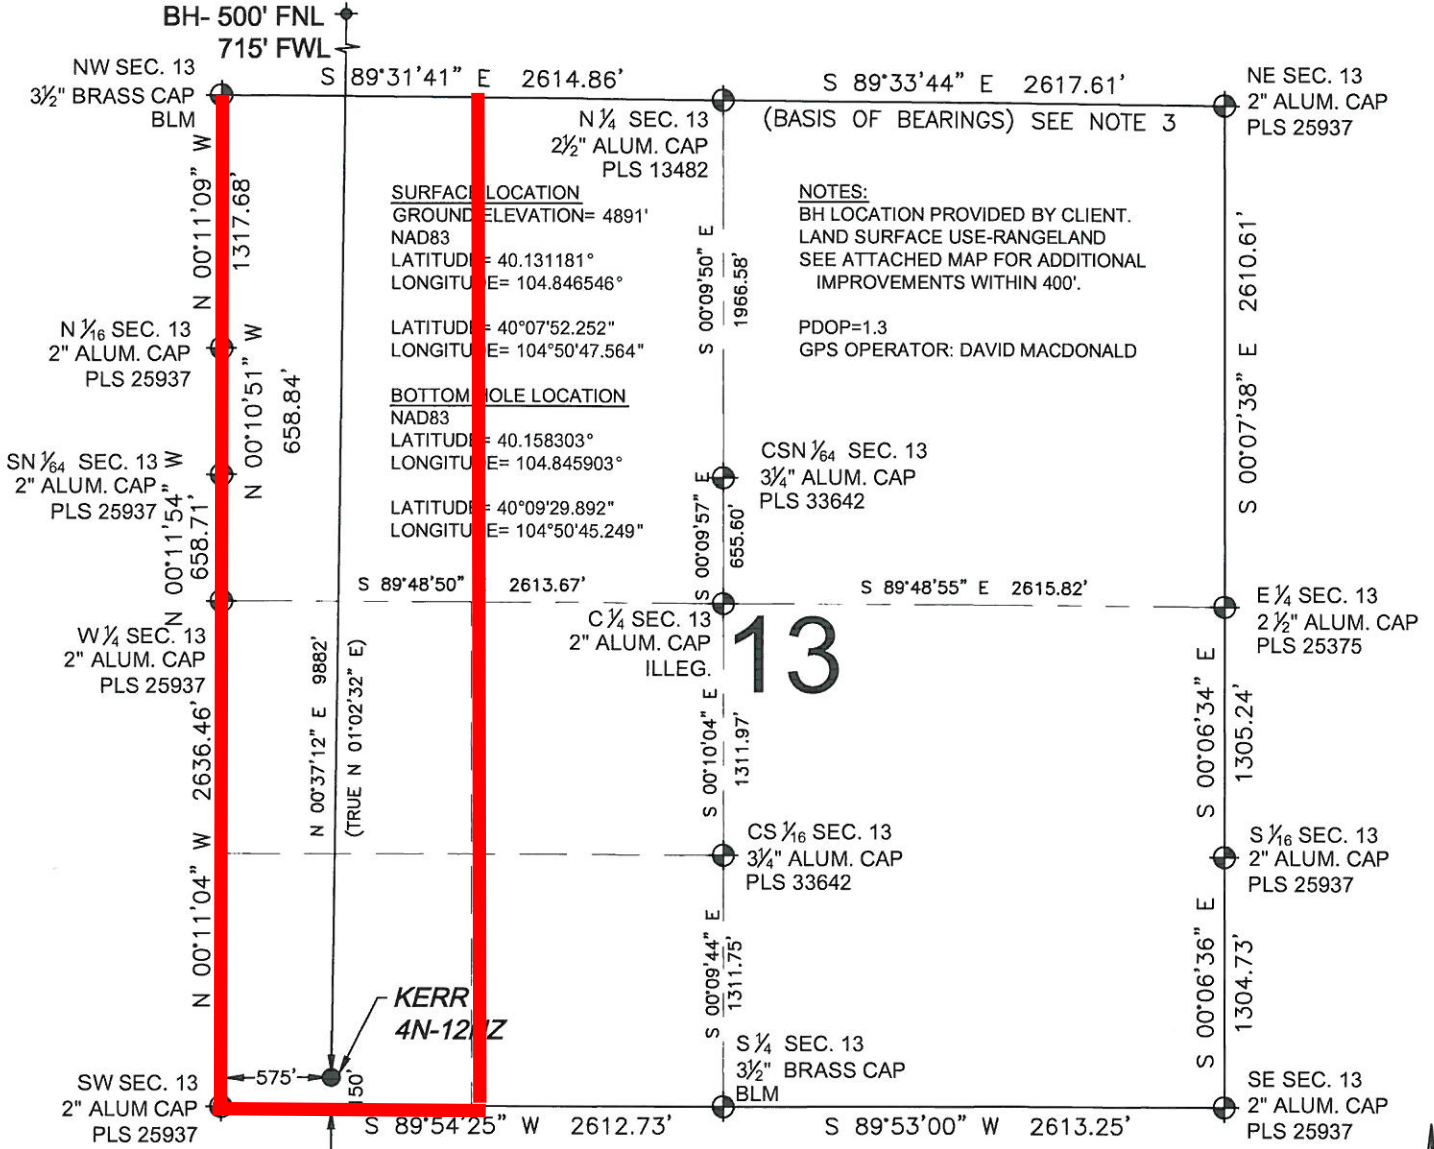 BH- 500' FNL
715' FWL
NW SEC. 13
3½" BRASS CAP
BLM
S 89°31'41" E 2614.86'
S 89°33'44" E 2617.61'
(BASIS OF BEARINGS) SEE NOTE 3
NE SEC. 13
2" ALUM. CAP
PLS 25937
N ¼ SEC. 13
2½" ALUM. CAP
PLS 13482
N 00°11'09" W
1317.68'
SURFACE LOCATION
GROUND ELEVATION= 4891'
NAD83
LATITUDE= 40.131181°
LONGITUDE= 104.846546°
LATITUDE= 40°07'52.252"
LONGITUDE= 104°50'47.564"
BOTTOM HOLE LOCATION
NAD83
LATITUDE= 40.158303°
LONGITUDE= 104.845903°
LATITUDE= 40°09'29.892"
LONGITUDE= 104°50'45.249"
NOTES:
BH LOCATION PROVIDED BY CLIENT.
LAND SURFACE USE-RANGELAND
SEE ATTACHED MAP FOR ADDITIONAL
IMPROVEMENTS WITHIN 400'.
PDOP=1.3
GPS OPERATOR: DAVID MACDONALD
S 00°09'50" E
1966.58'
S 00°07'38" E 2610.61'
N 1/16 SEC. 13
2" ALUM. CAP
PLS 25937
N 00°10'51" W
658.84'
SN 1/64 SEC. 13
2" ALUM. CAP
PLS 25937
N 00°11'54" W
658.71'
CSN 1/64 SEC. 13
3¼" ALUM. CAP
PLS 33642
S 00°09'57" E
655.60'
S 89°48'50" E 2613.67'
S 89°48'55" E 2615.82'
W ¼ SEC. 13
2" ALUM. CAP
PLS 25937
C ¼ SEC. 13
2" ALUM. CAP
ILLEG.
13
E ¼ SEC. 13
2 ½" ALUM. CAP
PLS 25375
N 00°11'04" W 2636.46'
N 00°37'12" E 9882'
(TRUE N 01°02'32" E)
S 00°10'04" E
1311.97'
S 00°06'34" E
1305.24'
CS 1/16 SEC. 13
3¼" ALUM. CAP
PLS 33642
S 1/16 SEC. 13
2" ALUM. CAP
PLS 25937
S 00°09'44" E
1311.75'
S 00°06'36" E
1304.73'
KERR
4N-12HZ
575'
150'
SW SEC. 13
2" ALUM CAP
PLS 25937
S ¼ SEC. 13
3½" BRASS CAP
BLM
SE SEC. 13
2" ALUM. CAP
PLS 25937
S 89°54'25" W 2612.73'
S 89°53'00" W 2613.25'